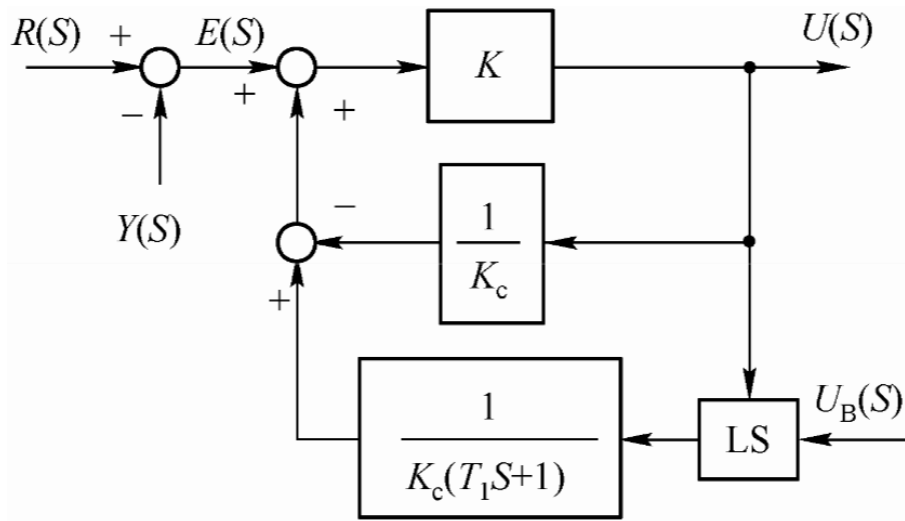 R(S) + E(S) U(S)
K
− + +
Y(S) −
1
K_c
+
1
K_c(T_1S+1)
LS U_B(S)